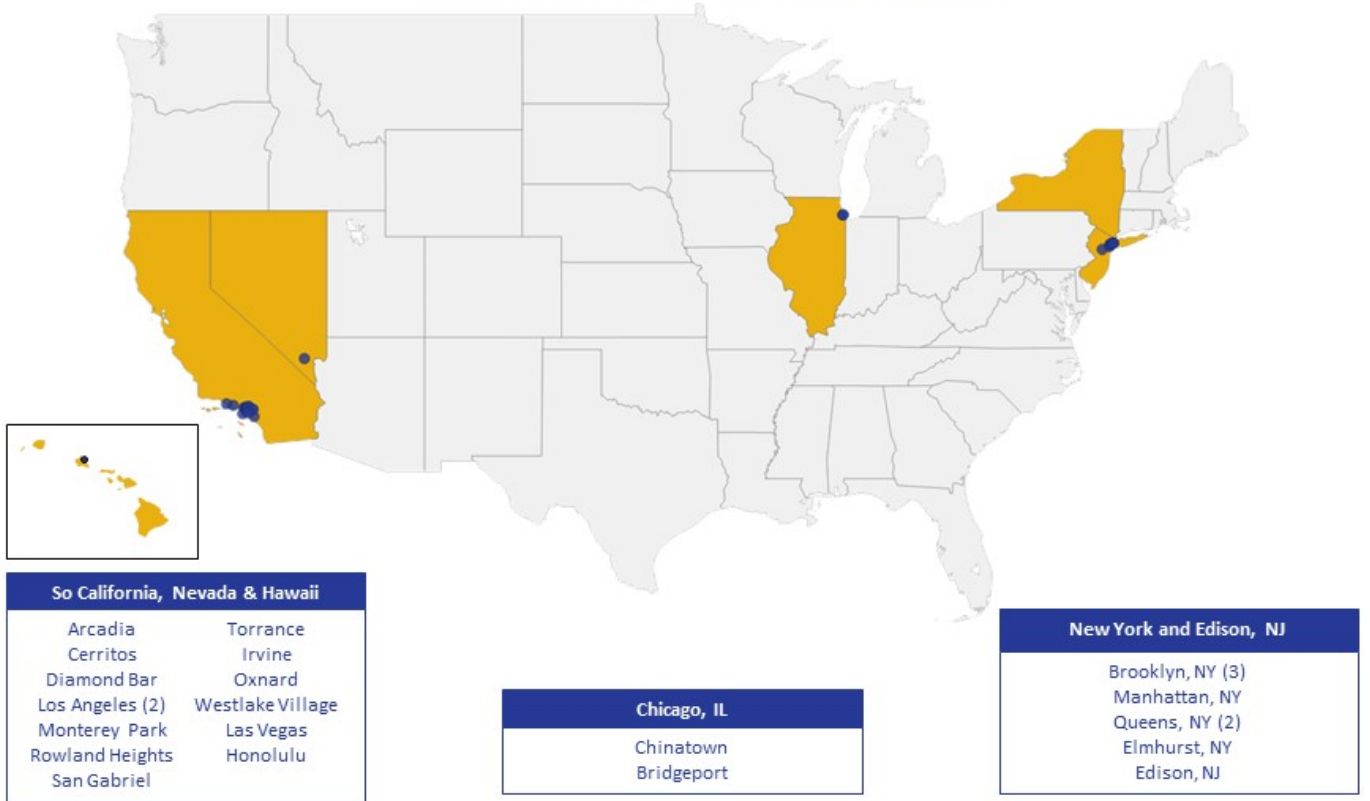 So California, Nevada & Hawaii
Arcadia
Cerritos
Diamond Bar
Los Angeles (2)
Monterey Park
Rowland Heights
San Gabriel
Torrance
Irvine
Oxnard
Westlake Village
Las Vegas
Honolulu
Chicago, IL
Chinatown
Bridgeport
New York and Edison, NJ
Brooklyn, NY (3)
Manhattan, NY
Queens, NY (2)
Elmhurst, NY
Edison, NJ